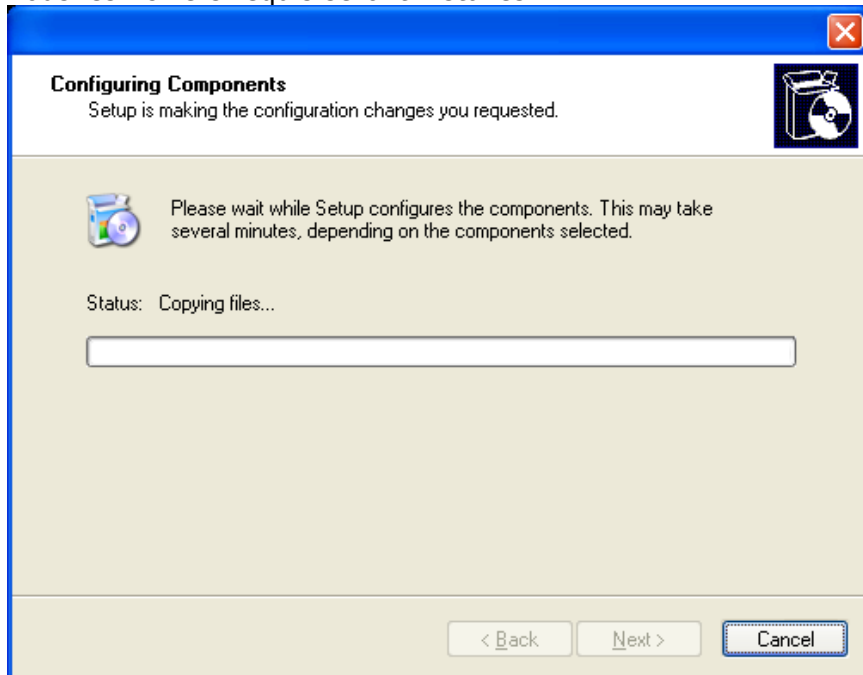 Configuring Components
Setup is making the configuration changes you requested.
Please wait while Setup configures the components. This may take
several minutes, depending on the components selected.
Status: Copying files...
< Back
Next >
Cancel